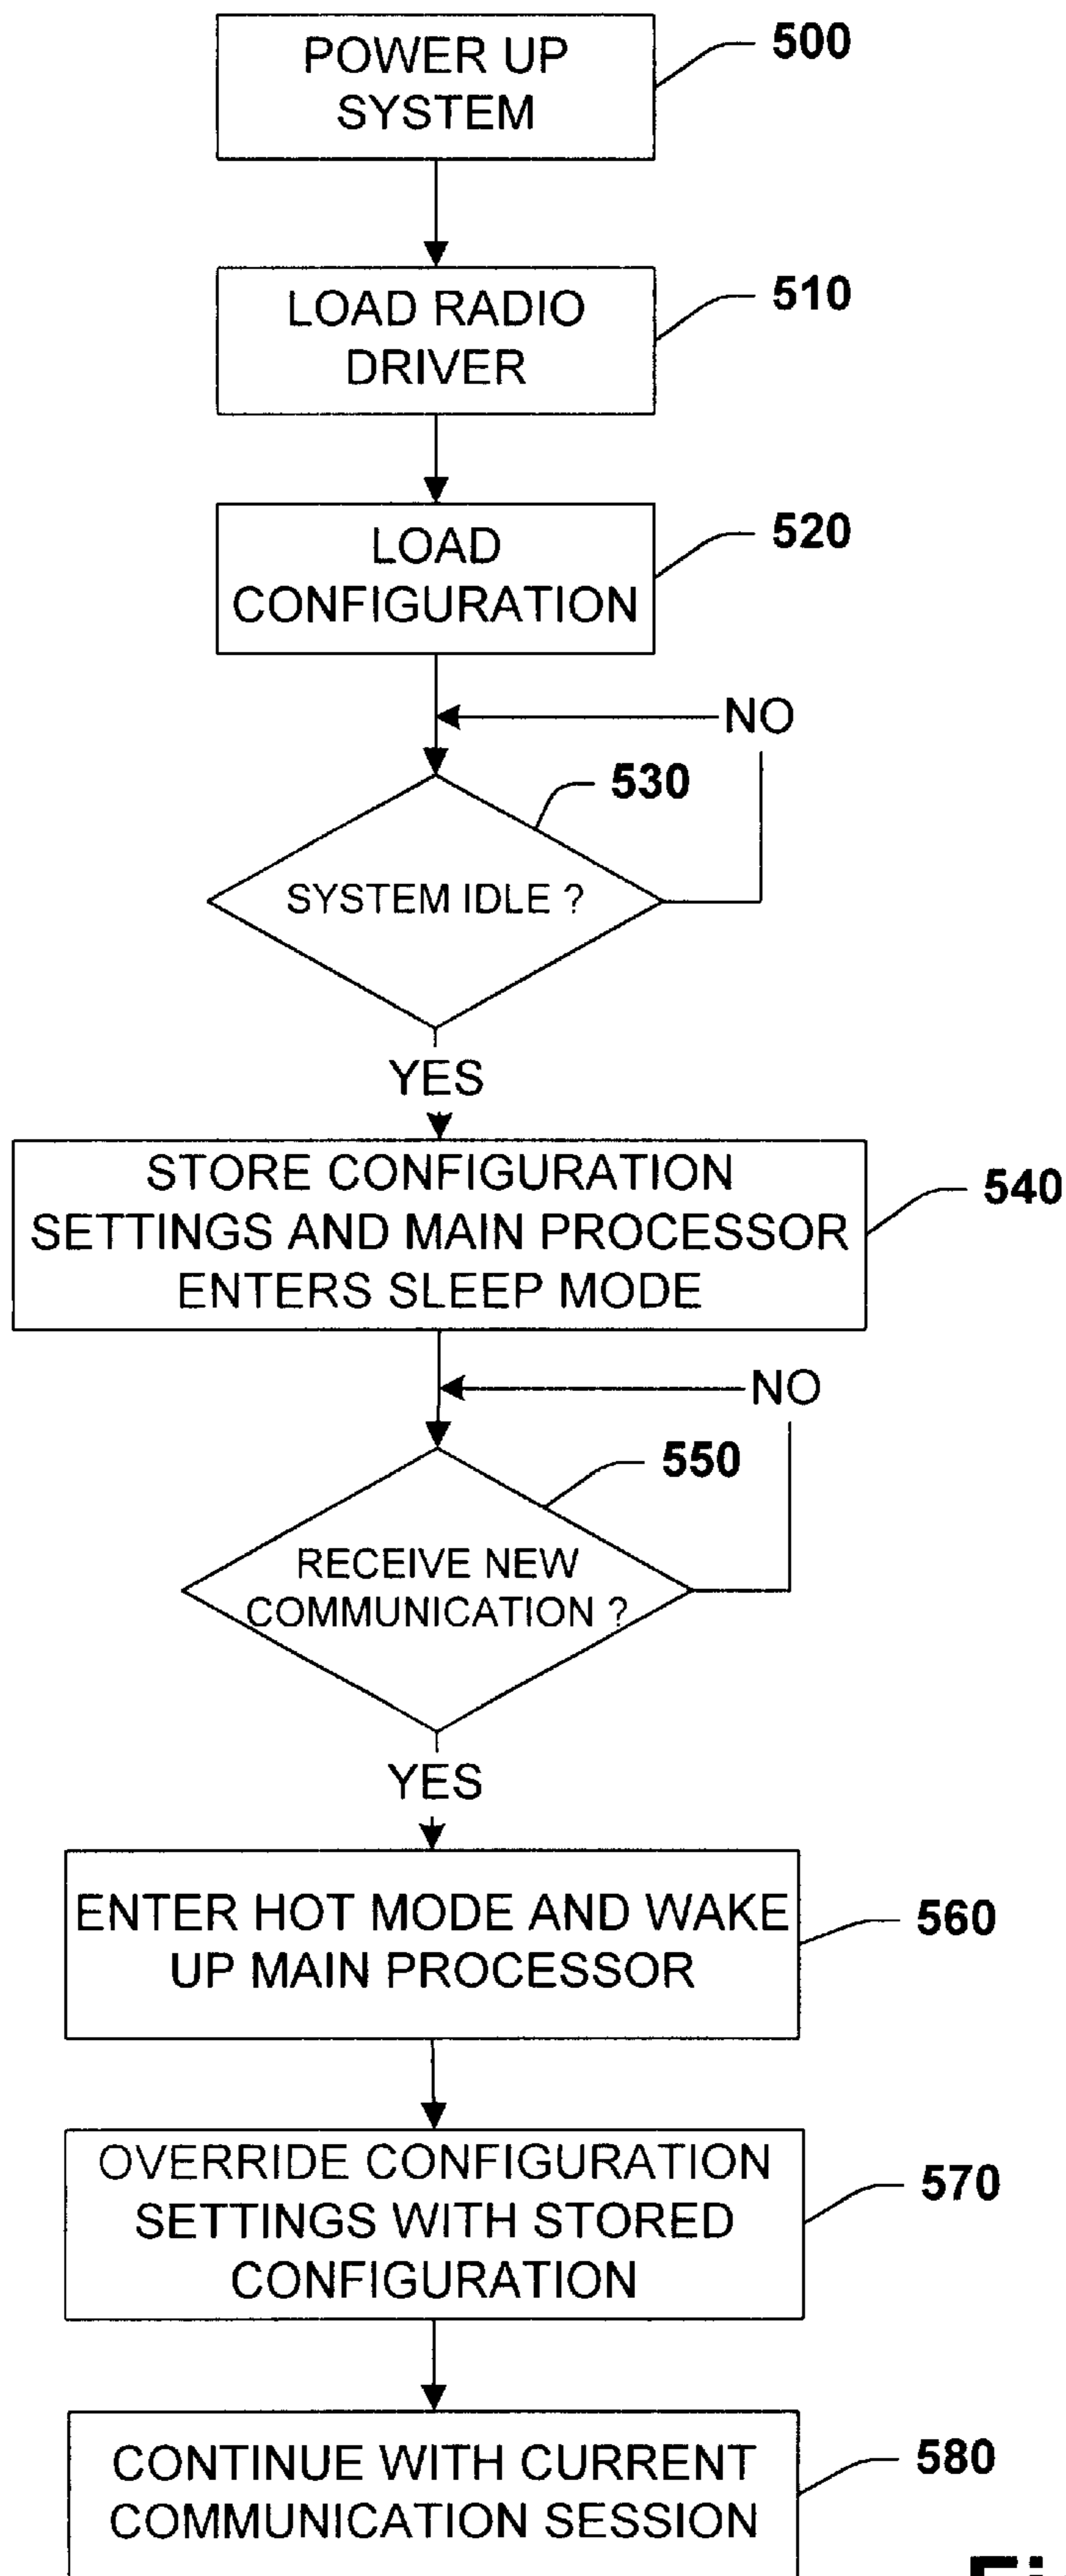 POWER UP
SYSTEM
500
LOAD RADIO
DRIVER
510
LOAD
CONFIGURATION
520
NO
530
SYSTEM IDLE ?
YES
STORE CONFIGURATION
SETTINGS AND MAIN PROCESSOR
ENTERS SLEEP MODE
540
NO
550
RECEIVE NEW
COMMUNICATION ?
YES
ENTER HOT MODE AND WAKE
UP MAIN PROCESSOR
560
OVERRIDE CONFIGURATION
SETTINGS WITH STORED
CONFIGURATION
570
CONTINUE WITH CURRENT
COMMUNICATION SESSION
580